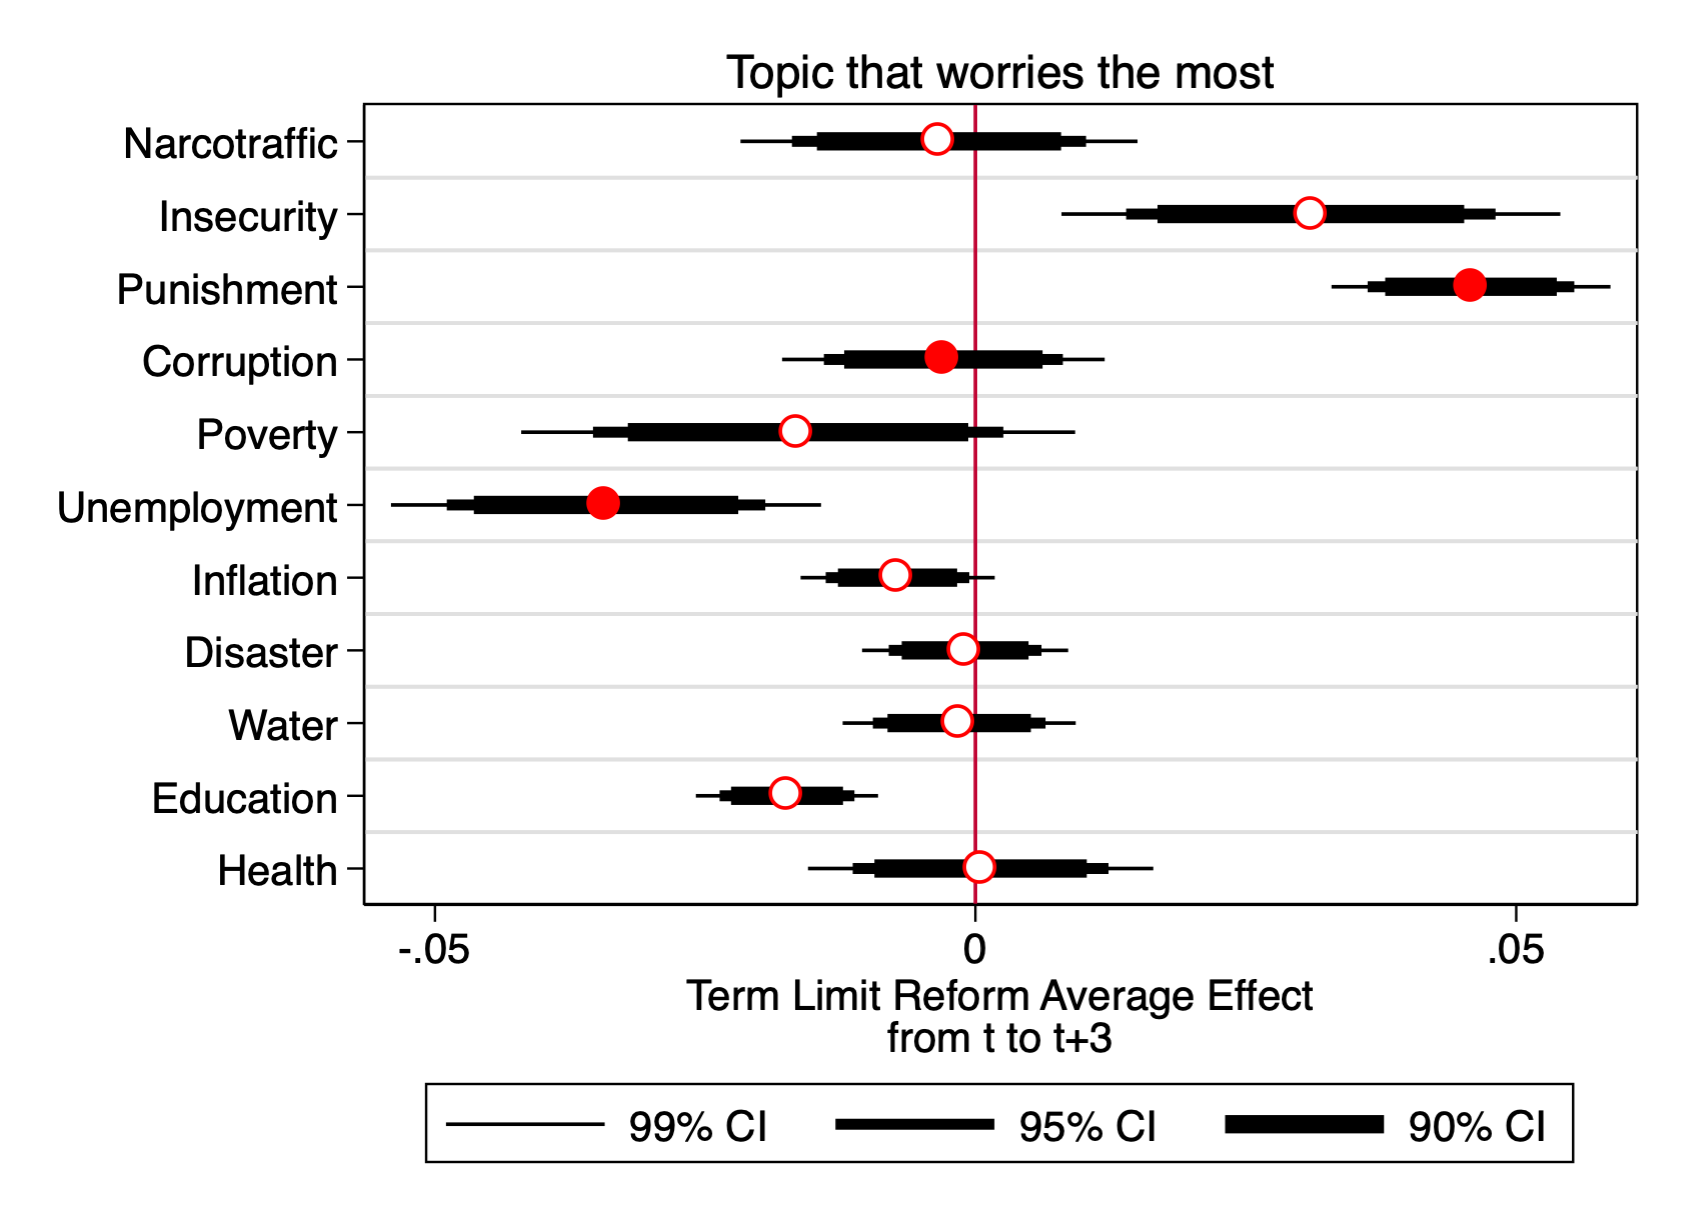 Topic that worries the most
Narcotraffic
Insecurity
Punishment
Corruption
Poverty
Unemployment
Inflation
Disaster
Water
Education
Health
-.05 0 .05
Term Limit Reform Average Effect
from t to t+3
99% CI 95% CI 90% CI